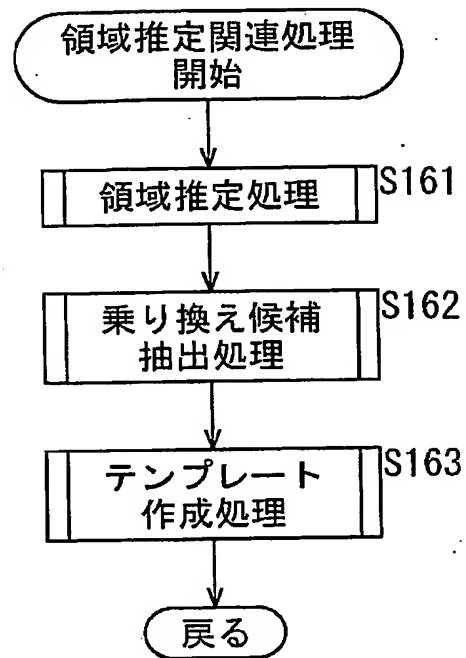 領域推定関連処理
開始
領域推定処理
S161
乗り換え候補
抽出処理
S162
テンプレート
作成処理
S163
戻る